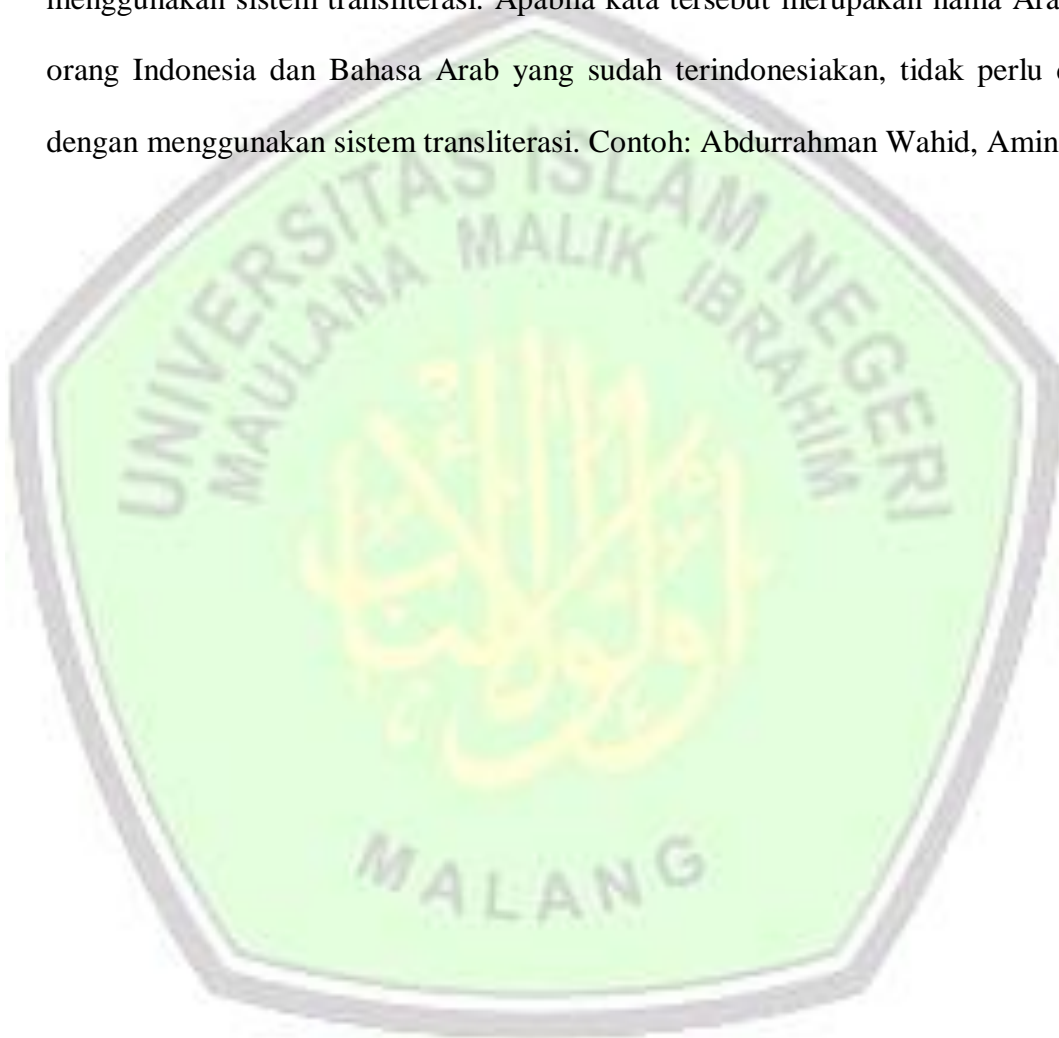 menggunakan sistem transliterasi. Apabila kata tersebut merupakan nama Ara
orang Indonesia dan Bahasa Arab yang sudah terindonesiakan, tidak perlu
dengan menggunakan sistem transliterasi. Contoh: Abdurrahman Wahid, Amin
UNIVERSITAS ISLAM NEGERI
MAULANA MALIK IBRAHIM
MALANG